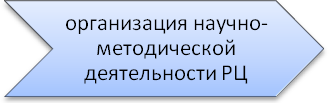 организация научно-
методической
деятельности РЦ